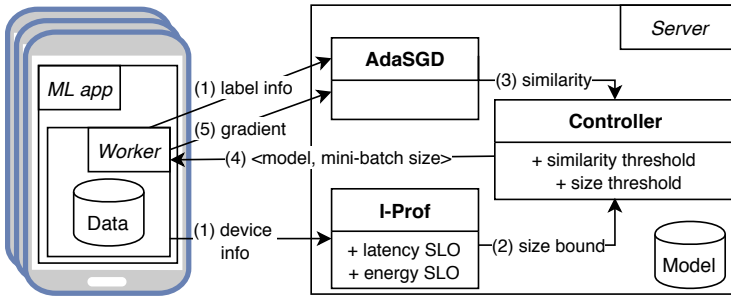 Server
AdaSGD
ML app
(1) label info
(3) similarity
(5) gradient
Controller
Worker
(4) <model, mini-batch size>
+ similarity threshold
+ size threshold
Data
I-Prof
(1) device
info
+ latency SLO
+ energy SLO
(2) size bound
Model